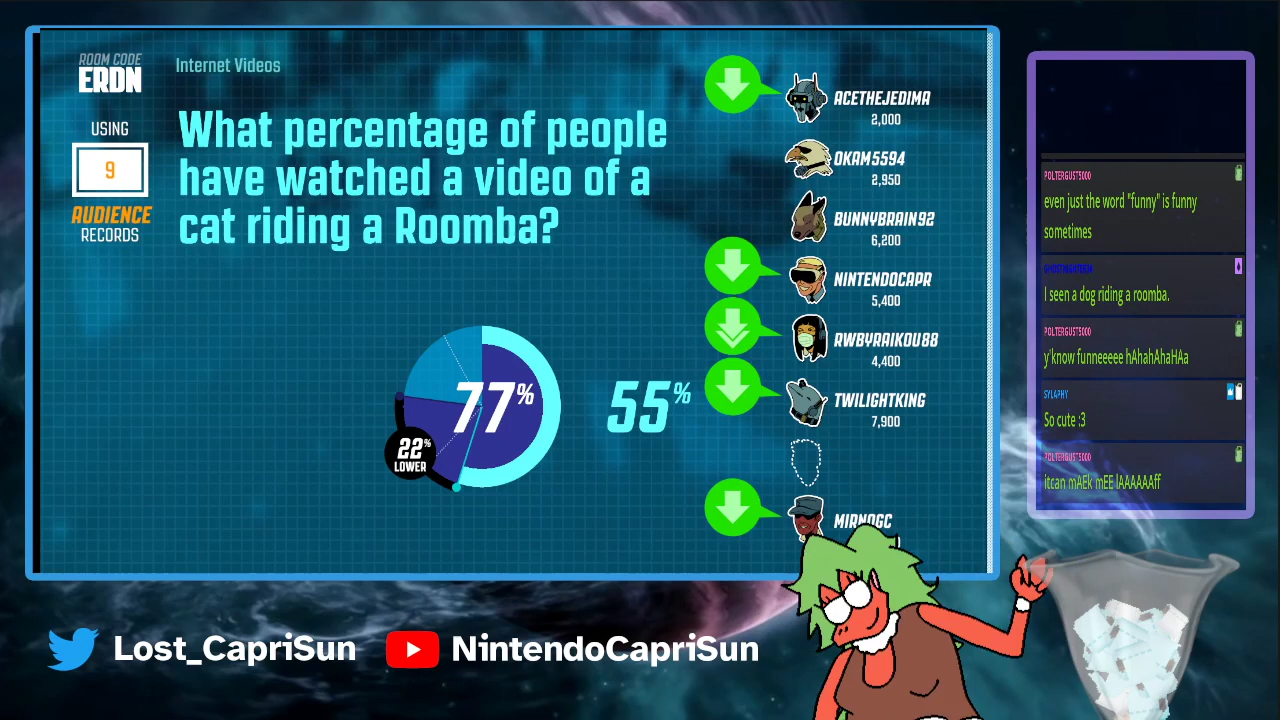 ROOM CODE
ERDN
USING
9
AUDIENCE
RECORDS
Internet Videos
What percentage of people
have watched a video of a
cat riding a Roomba?
77%
22%
LOWER
55%
ACETHEJEDIMA
2,000
OKAM5594
2,950
BUNNYBRAIN92
6,200
NINTENDOCAPR
5,400
RWBYRAIKOU88
4,400
TWILIGHTKING
7,900
MIRNOGC
POLTERGUST5000
even just the word "funny" is funny
sometimes
I seen a dog riding a roomba.
POLTERGUST5000
y'know funneeeee hAhahAhaHAa
SYL4PHY
So cute :3
POLTERGUST5000
itcan mAEk mEE lAAAAAAff
Lost_CapriSun
NintendoCapriSun